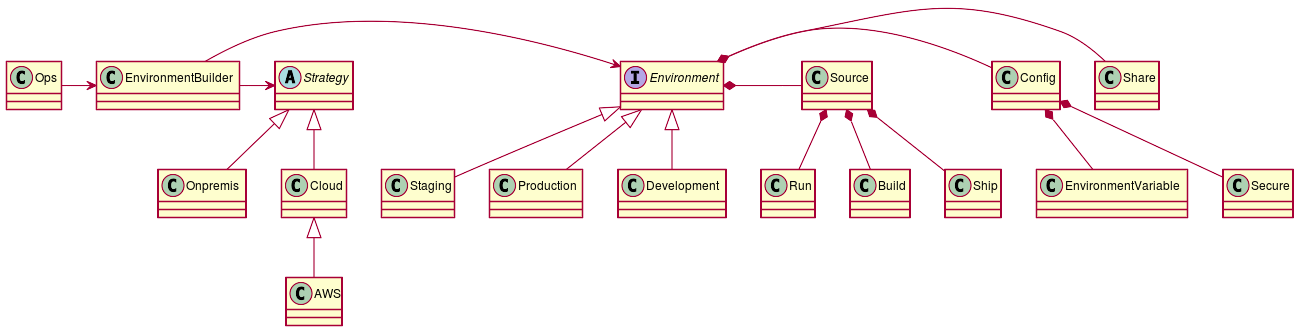 C Ops
C EnvironmentBuilder
A Strategy
I Environment
C Source
C Config
C Share
C Onpremis
C Cloud
C Staging
C Production
C Development
C Run
C Build
C Ship
C EnvironmentVariable
C Secure
C AWS